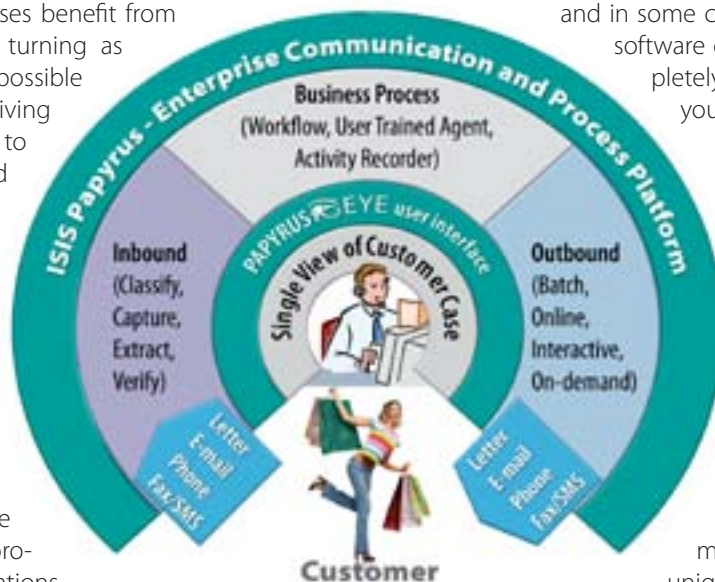 ses benefit from
turning as
possible
iving
to
d
and in some c
software
pletely
you
ISIS Papyrus - Enterprise Communication and Process Platform
Business Process
(Workflow, User Trained Agent,
Activity Recorder)
PAPYRUS EYE user interface
Single View of Customer Case
Inbound
(Classify,
Capture,
Extract,
Verify)
Outbound
(Batch,
Online,
Interactive,
On-demand)
Letter
E-mail
Phone
Fax/SMS
Letter
E-mail
Phone
Fax/SMS
Customer
e
pro-
ations
m